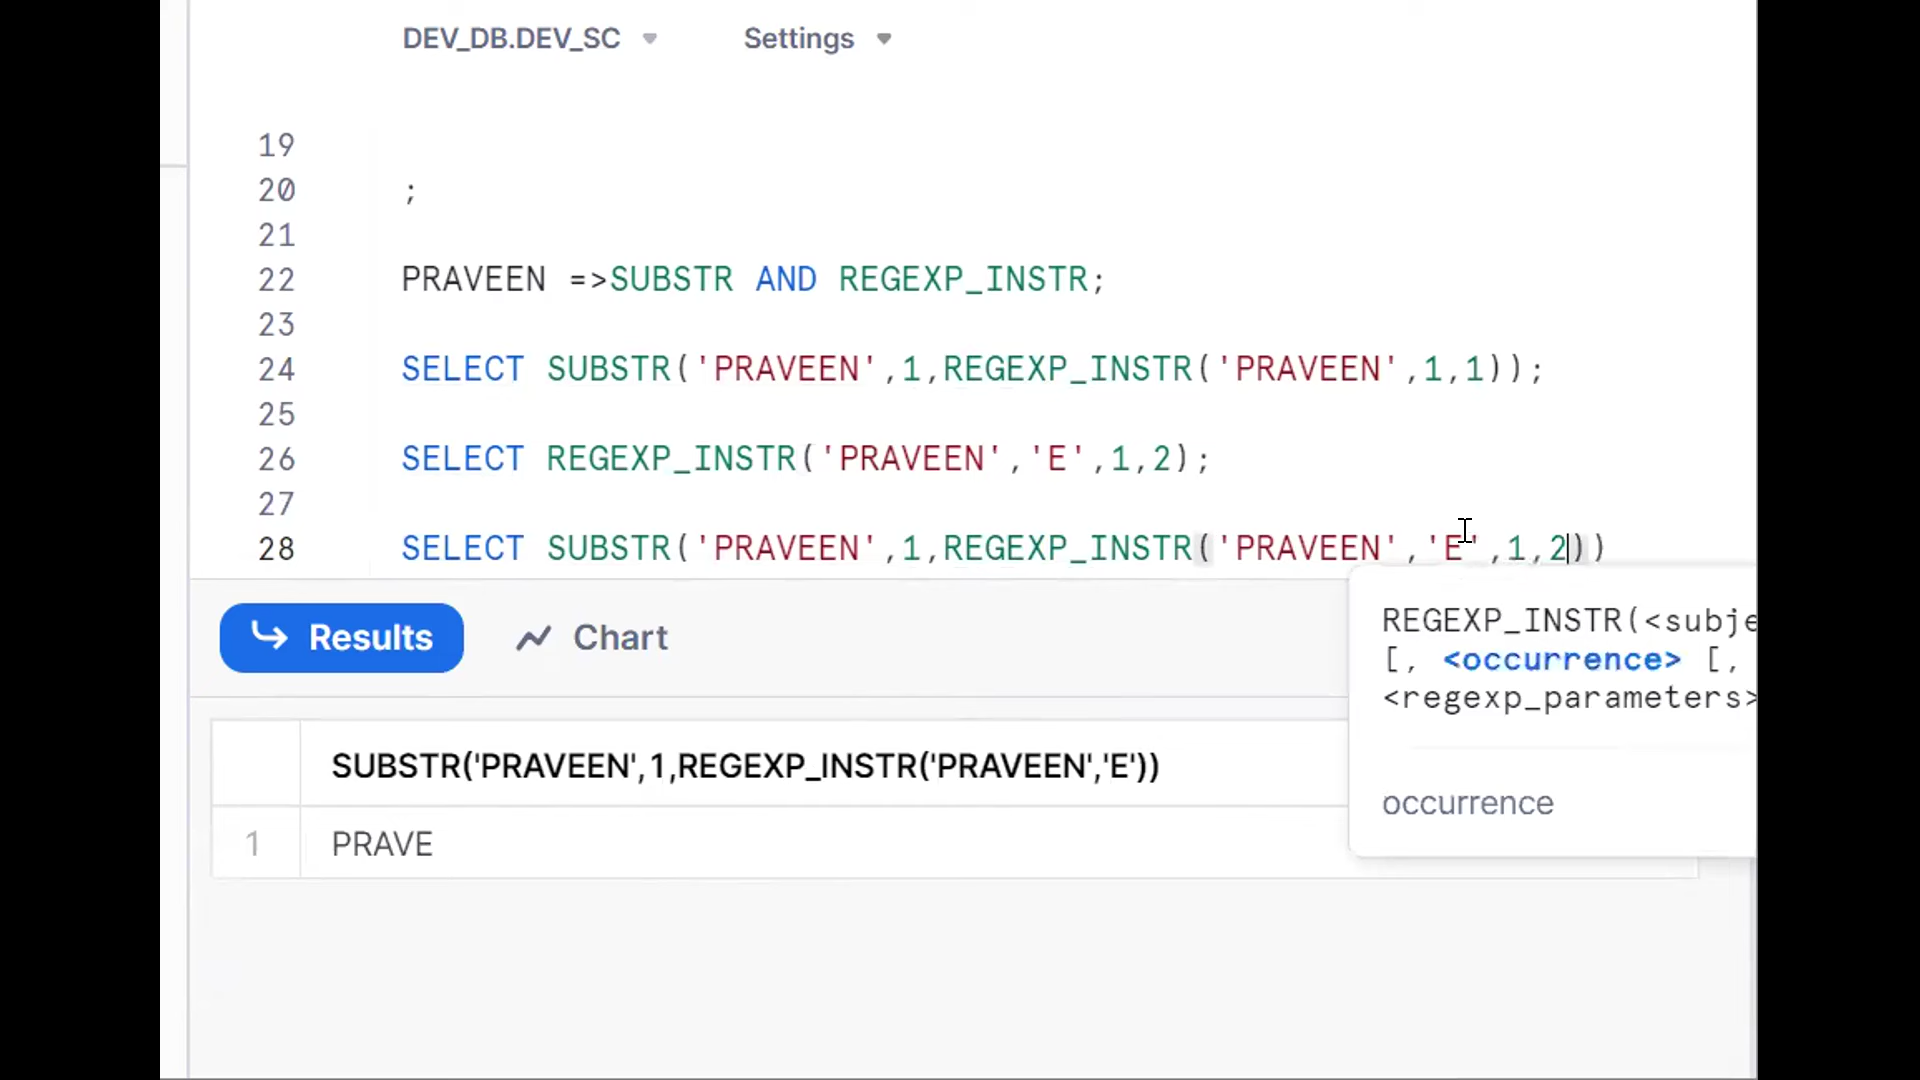 DEV_DB.DEV_SC Settings
19
20 ;
21
22 PRAVEEN =>SUBSTR AND REGEXP_INSTR;
23
24 SELECT SUBSTR('PRAVEEN',1,REGEXP_INSTR('PRAVEEN',1,1));
25
26 SELECT REGEXP_INSTR('PRAVEEN','E',1,2);
27
28 SELECT SUBSTR('PRAVEEN',1,REGEXP_INSTR('PRAVEEN','E',1,2))
REGEXP_INSTR(<subje
[, <occurrence> [,
<regexp_parameters>
occurrence
Results Chart
SUBSTR('PRAVEEN',1,REGEXP_INSTR('PRAVEEN','E'))
1 PRAVE